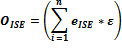 O_ISE = (∑_{i=1}^{n} e_ISE * ε)